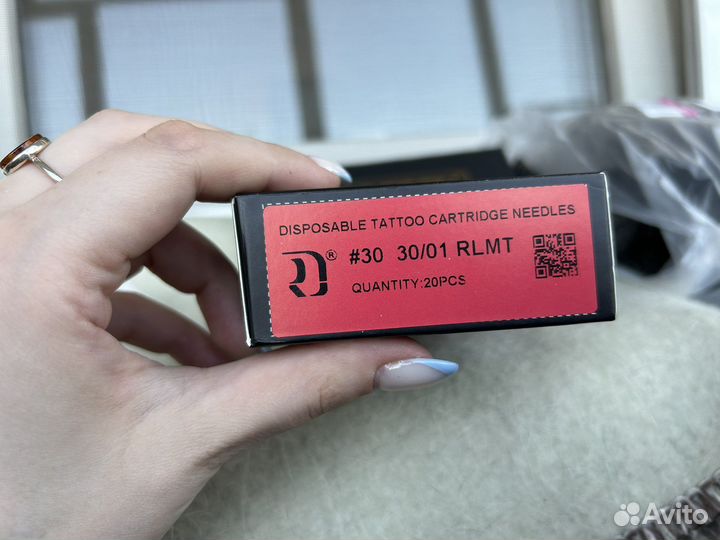 DISPOSABLE TATTOO CARTRIDGE NEEDLES
® #30 30/01 RLMT
QUANTITY:20PCS
Avito